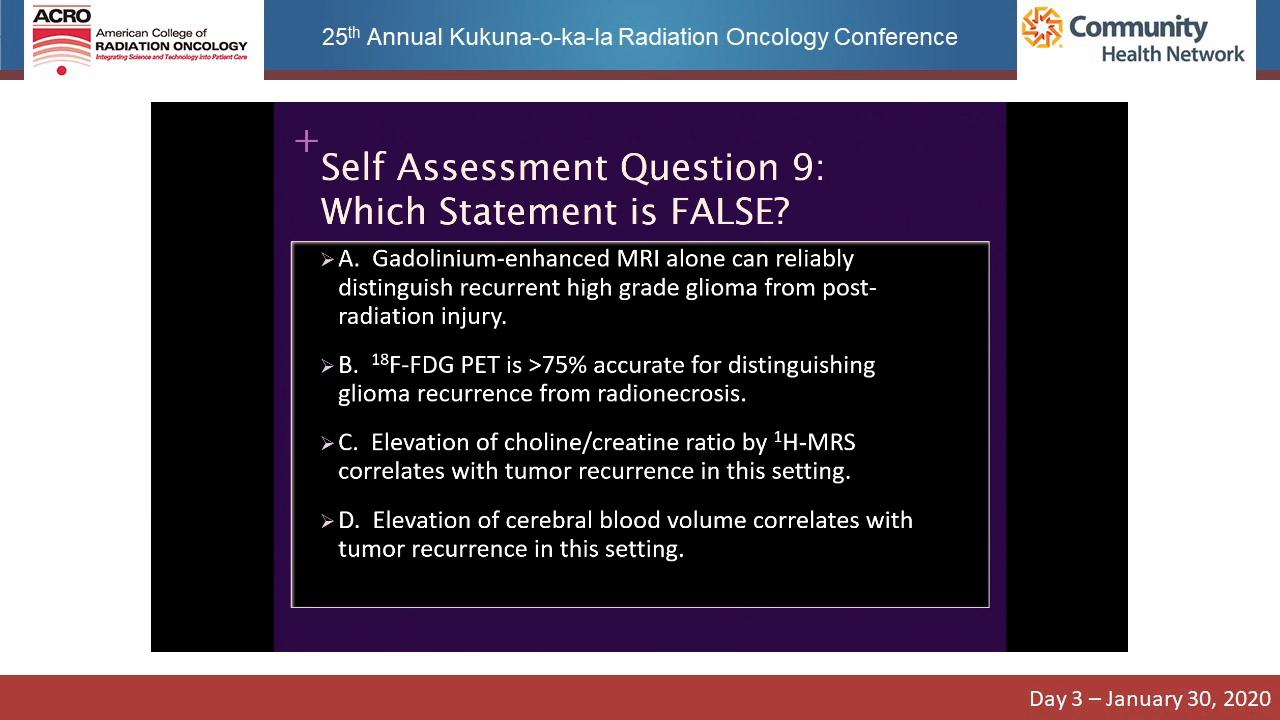 ACRO
American College of
RADIATION ONCOLOGY
Integrating Science and Technology Into Patient Care
25th Annual Kukuna-o-ka-la Radiation Oncology Conference
Community
Health Network
+
Self Assessment Question 9:
Which Statement is FALSE?
➢ A. Gadolinium-enhanced MRI alone can reliably
distinguish recurrent high grade glioma from post-
radiation injury.
➢ B. ¹⁸F-FDG PET is >75% accurate for distinguishing
glioma recurrence from radionecrosis.
➢ C. Elevation of choline/creatine ratio by ¹H-MRS
correlates with tumor recurrence in this setting.
➢ D. Elevation of cerebral blood volume correlates with
tumor recurrence in this setting.
Day 3 – January 30, 2020